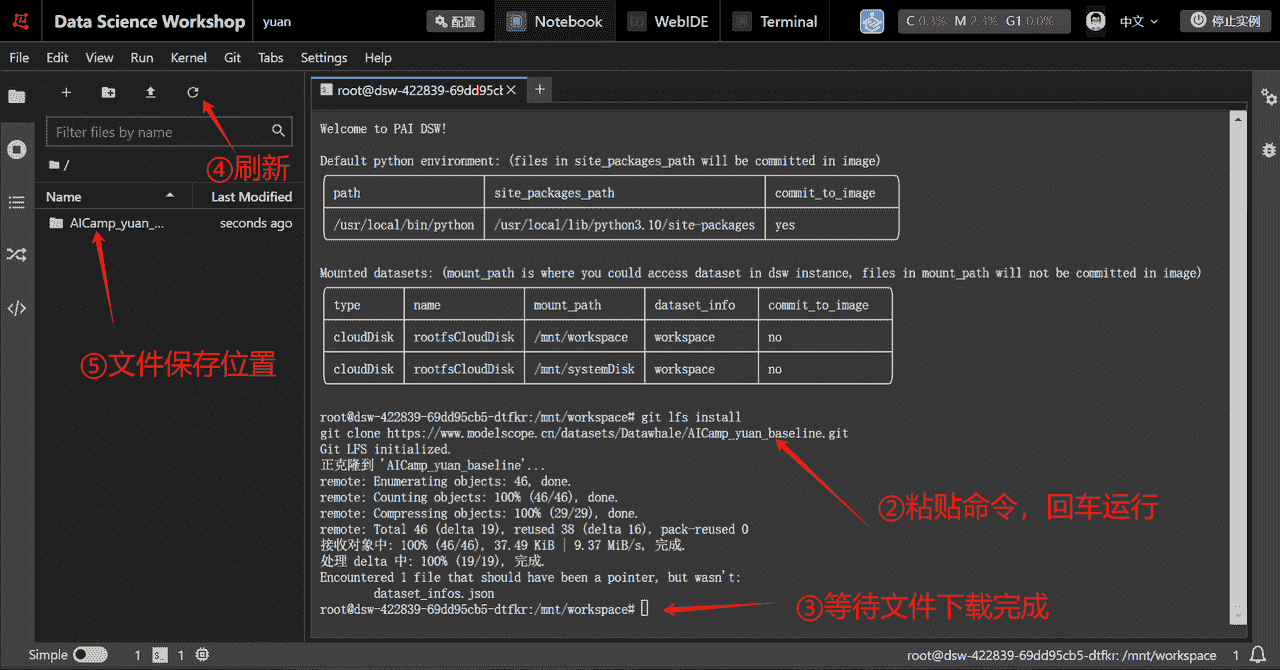 Data Science Workshop yuan 配置 Notebook WebIDE Terminal C 0.3% M 2.3% G1 0.0% 中文 停止实例
File Edit View Run Kernel Git Tabs Settings Help
root@dsw-422839-69dd95cb
Filter files by name
④刷新
/
Name Last Modified
AICamp_yuan_... seconds ago
⑤文件保存位置
Welcome to PAI DSW!
Default python environment: (files in site_packages_path will be committed in image)
path site_packages_path commit_to_image
/usr/local/bin/python /usr/local/lib/python3.10/site-packages yes
Mounted datasets: (mount_path is where you could access dataset in dsw instance, files in mount_path will not be committed in image)
type name mount_path dataset_info commit_to_image
cloudDisk rootfsCloudDisk /mnt/workspace workspace no
cloudDisk rootfsCloudDisk /mnt/systemDisk workspace no
root@dsw-422839-69dd95cb5-dtfkr:/mnt/workspace# git lfs install
git clone https://www.modelscope.cn/datasets/Datawhale/AICamp_yuan_baseline.git
Git LFS initialized.
正克隆到 'AICamp_yuan_baseline'...
remote: Enumerating objects: 46, done.
remote: Counting objects: 100% (46/46), done.
remote: Compressing objects: 100% (29/29), done.
remote: Total 46 (delta 19), reused 38 (delta 16), pack-reused 0
接收对象中: 100% (46/46), 37.49 KiB | 9.37 MiB/s, 完成.
处理 delta 中: 100% (19/19), 完成.
Encountered 1 file that should have been a pointer, but wasn't:
dataset_infos.json
root@dsw-422839-69dd95cb5-dtfkr:/mnt/workspace#
②粘贴命令，回车运行
③等待文件下载完成
Simple 1 1 root@dsw-422839-69dd95cb5-dtfkr: /mnt/workspace 1